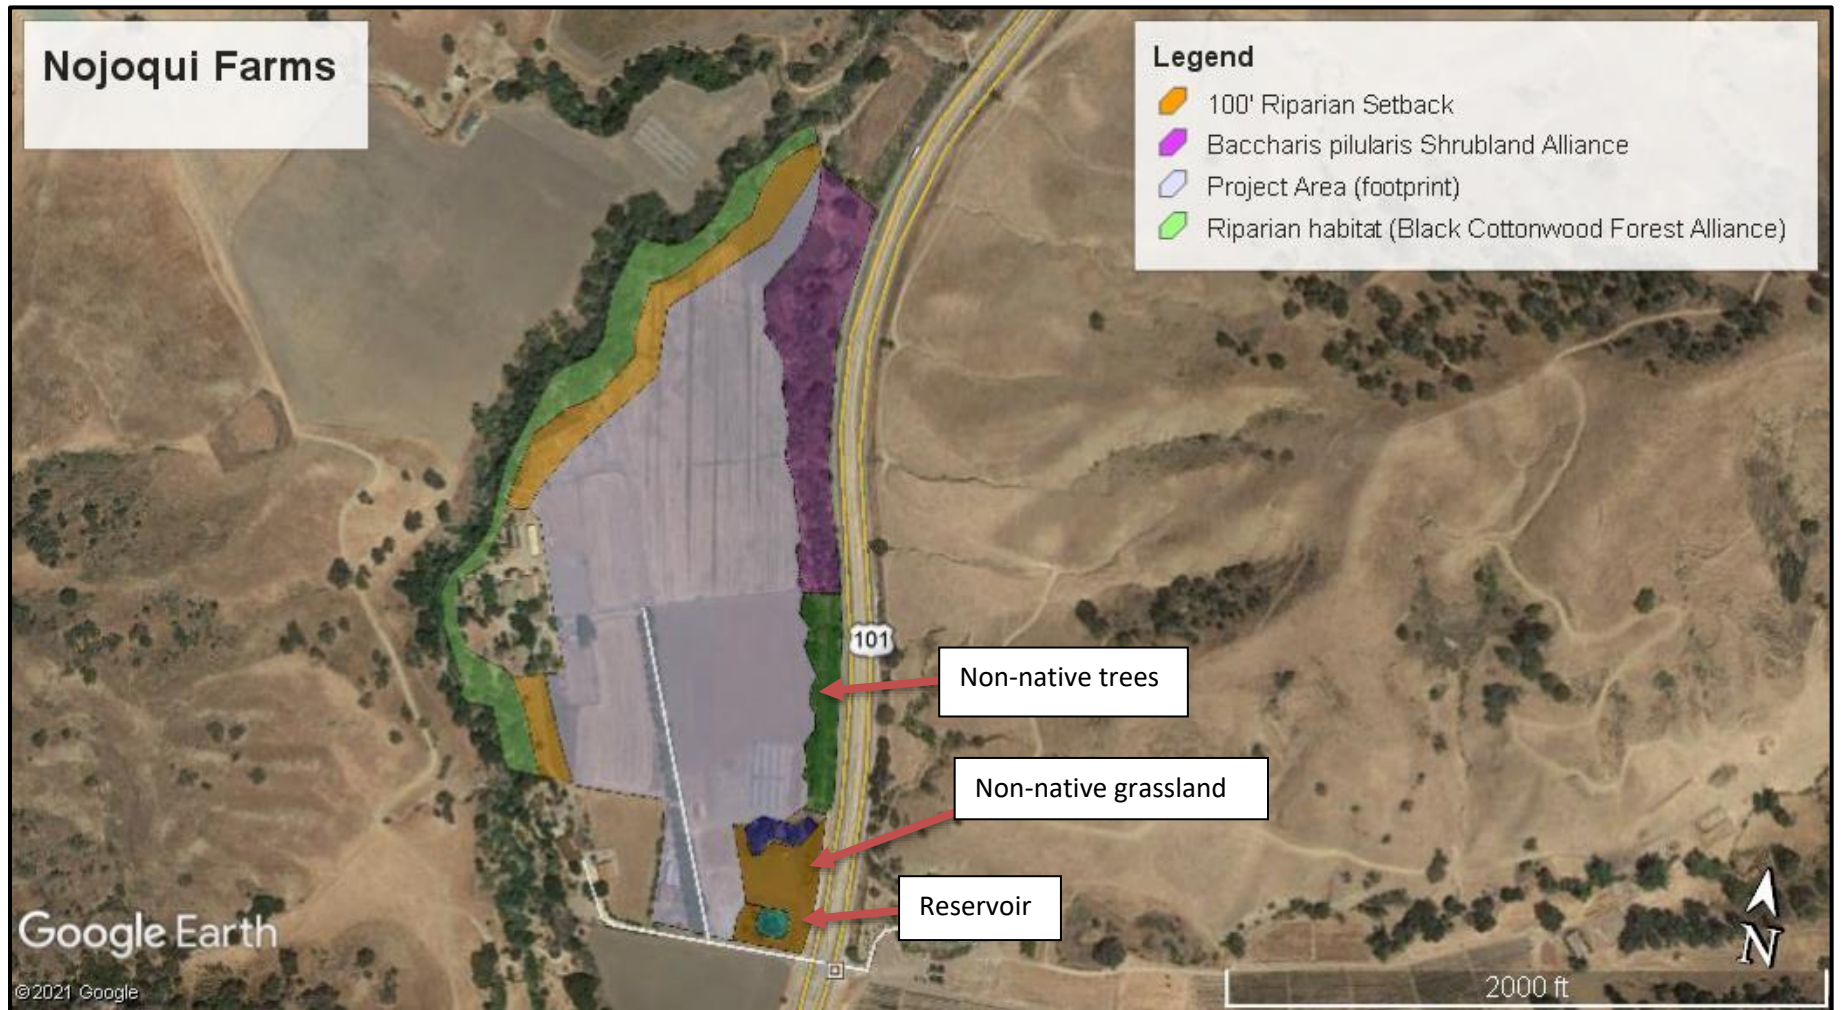 Nojoqui Farms
Legend
100' Riparian Setback
Baccharis pilularis Shrubland Alliance
Project Area (footprint)
Riparian habitat (Black Cottonwood Forest Alliance)
101
Non-native trees
Non-native grassland
Reservoir
Google Earth
©2021 Google
N
2000 ft